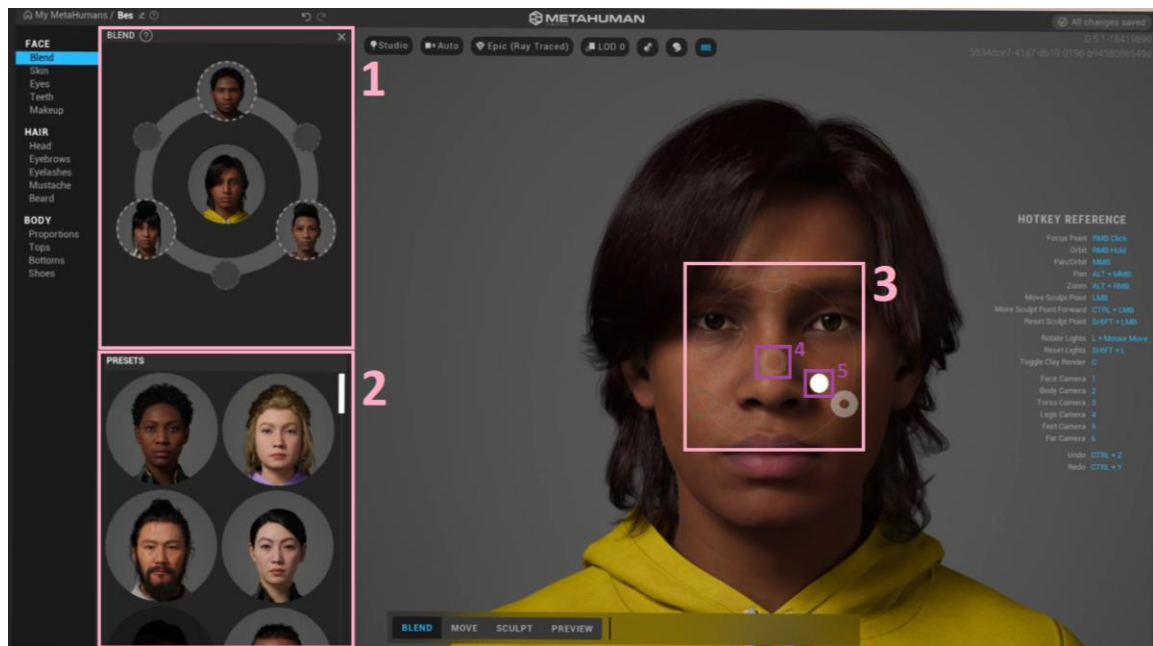 My MetaHumans / Bes
METAHUMAN
All changes saved
FACE
Blend
Skin
Eyes
Teeth
Makeup
HAIR
Head
Eyebrows
Eyelashes
Mustache
Beard
BODY
Proportions
Tops
Bottoms
Shoes
BLEND ?
1
PRESETS
2
Studio
Auto
Epic (Ray Traced)
LOD 0
3
4
5
HOTKEY REFERENCE
Focus Point RMB Click
Orbit RMB Hold
Pan/Orbit MMB
Pan ALT + MMB
Zoom ALT + RMB
Move Sculpt Point LMB
Move Sculpt Point Forward CTRL + LMB
Reset Sculpt Point SHIFT + LMB
Rotate Lights L + Mouse Move
Reset Lights SHIFT + L
Toggle Clay Render C
Face Camera 1
Body Camera 2
Torso Camera 3
Legs Camera 4
Feet Camera 5
Far Camera 6
Undo CTRL + Z
Redo CTRL + Y
BLEND MOVE SCULPT PREVIEW